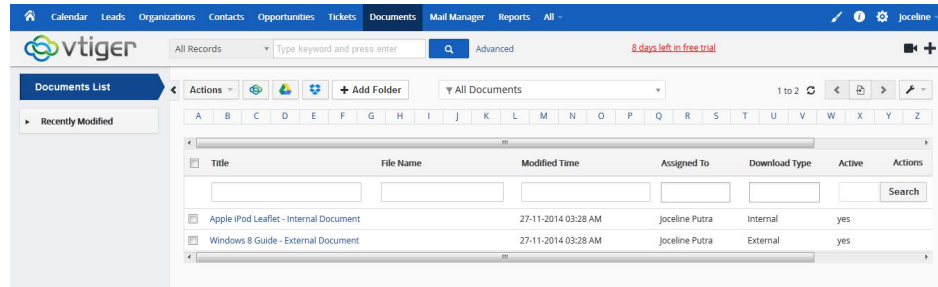 Calendar Leads Organizations Contacts Opportunities Tickets Documents Mail Manager Reports All Joceline
vtiger All Records Type keyword and press enter Advanced 8 days left in free trial
Documents List Actions + Add Folder All Documents 1 to 2
Recently Modified A B C D E F G H I J K L M N O P Q R S T U V W X Y Z
Title File Name Modified Time Assigned To Download Type Active Actions
Search
Apple iPod Leaflet - Internal Document 27-11-2014 03:28 AM Joceline Putra Internal yes
Windows 8 Guide - External Document 27-11-2014 03:28 AM Joceline Putra External yes